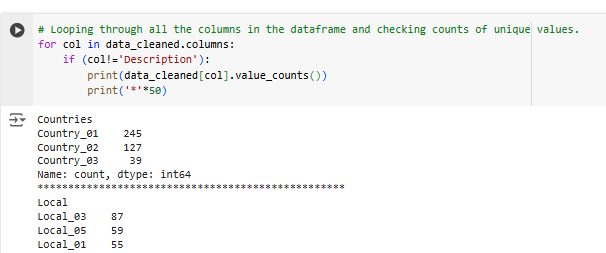 # Looping through all the columns in the dataframe and checking counts of unique values.
for col in data_cleaned.columns:
    if (col!='Description'):
        print(data_cleaned[col].value_counts())
        print('*'*50)
Countries
Country_01    245
Country_02    127
Country_03     39
Name: count, dtype: int64
**************************************************
Local
Local_03    87
Local_05    59
Local_01    55